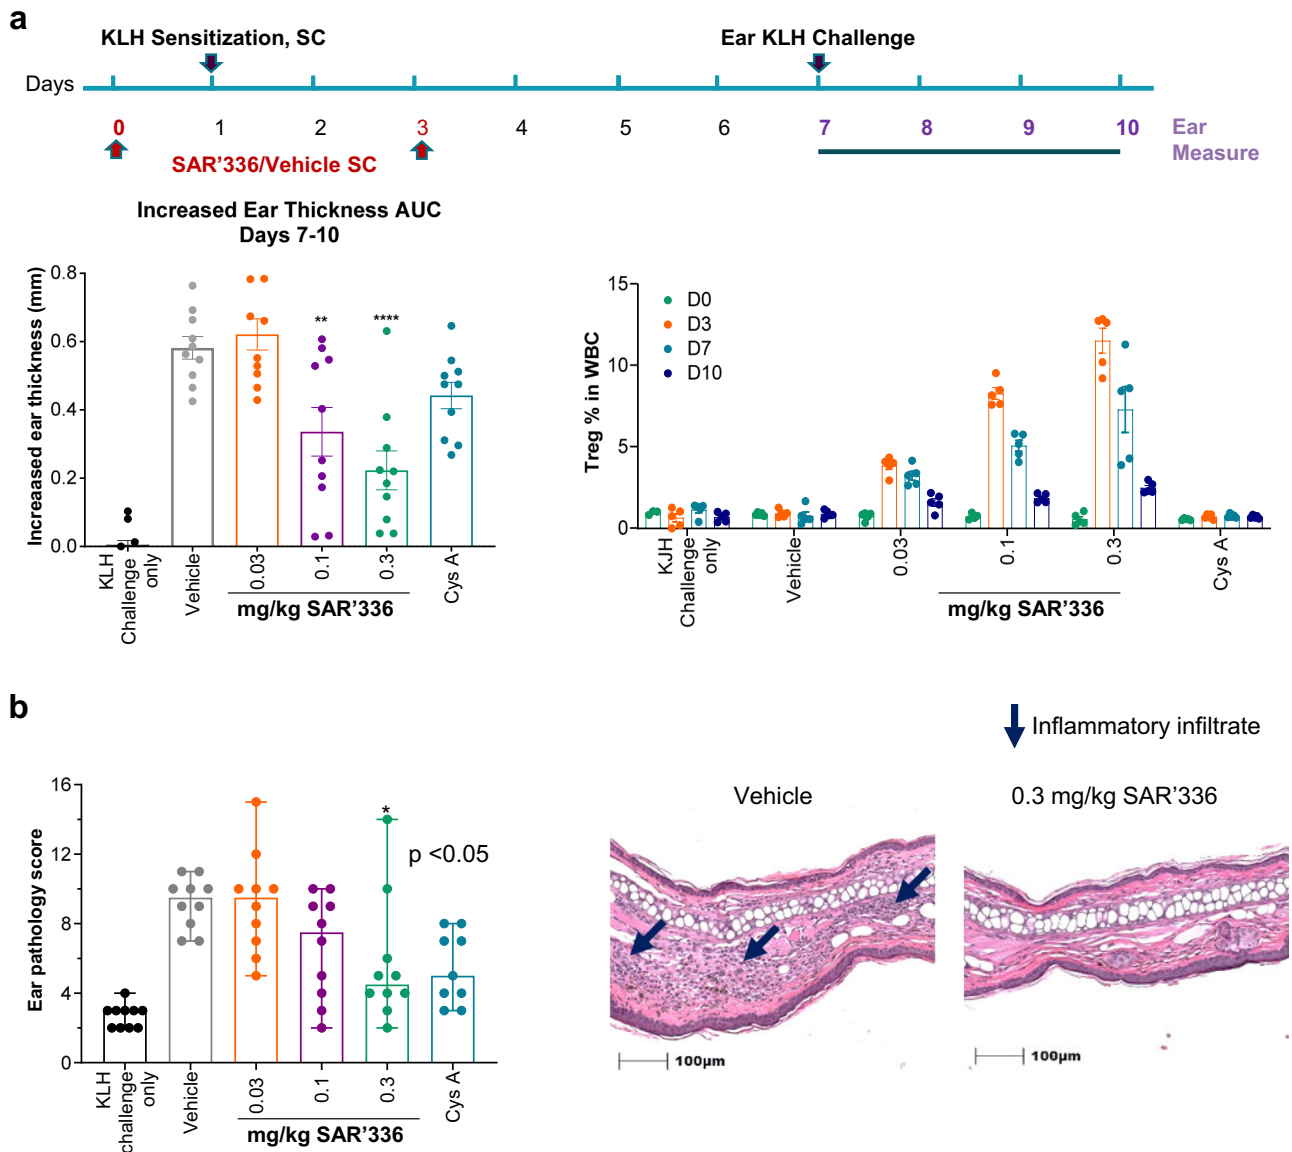 a
KLH Sensitization, SC
Ear KLH Challenge
Days
0 1 2 3 4 5 6 7 8 9 10
Ear
Measure
SAR'336/Vehicle SC
Increased Ear Thickness AUC
Days 7-10
Increaased ear thickness (mm)
0.8
0.6
0.4
0.2
0.0
**
****
KLH
Challenge
only
Vehicle
0.03
0.1
0.3
Cys A
mg/kg SAR'336
Treg % in WBC
15
10
5
0
D0
D3
D7
D10
KJH
Challenge
only
Vehicle
0.03
0.1
0.3
Cys A
mg/kg SAR'336
b
Ear pathology score
16
12
8
4
0
*
p <0.05
KLH
challenge
only
Vehicle
0.03
0.1
0.3
Cys A
mg/kg SAR'336
Inflammatory infiltrate
Vehicle
0.3 mg/kg SAR'336
100µm
100µm